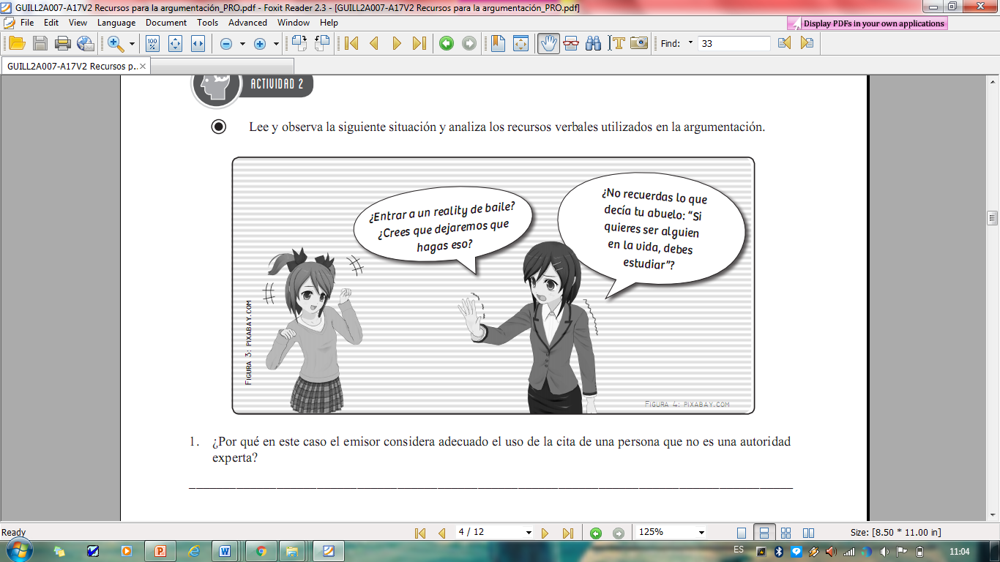 GUILL2A007-A17V2 Recursos para la argumentación_PRO.pdf - Foxit Reader 2.3 - [GUILL2A007-A17V2 Recursos para la argumentación_PRO.pdf]
File Edit View Language Document Tools Advanced Window Help
Display PDFs in your own applications
Find: 33
GUILL2A007-A17V2 Recursos p..
ACTIVIDAD 2
Lee y observa la siguiente situación y analiza los recursos verbales utilizados en la argumentación.
¿Entrar a un reality de baile?
¿Crees que dejaremos que
hagas eso?
¿No recuerdas lo que
decía tu abuelo: “Si
quieres ser alguien
en la vida, debes
estudiar”?
Figura 3: pixabay.com
Figura 4: pixabay.com
1. ¿Por qué en este caso el emisor considera adecuado el uso de la cita de una persona que no es una autoridad
experta?
Ready
4 / 12
125%
Size: [8.50 * 11.00 in]
ES
11:04